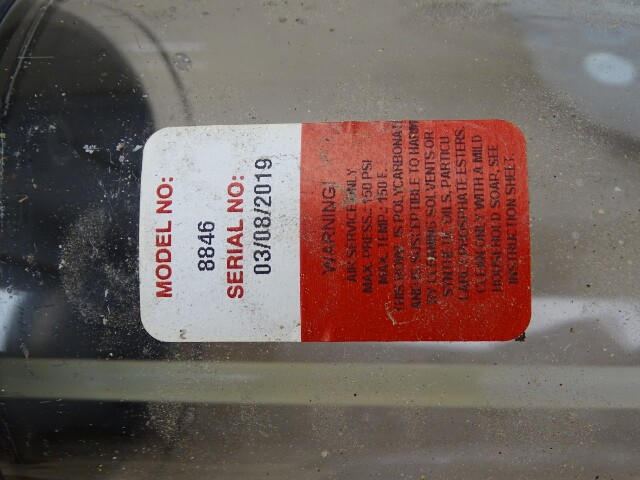 MODEL NO:
8846
SERIAL NO:
03/08/2019
WARNING!
AIR SERVICE ONLY
MAX. PRESS.- 150 PSI
MAX. TEMP.- 150 F.
THIS BOWL IS POLYCARBONAT
AND IS SUSCEPTIBLE TO HARM
BY SOLVENTS OR
SYNTHETIC OILS, PARTICU
LARLY PHOSPHATE ESTERS.
CLEAN ONLY WITH A MILD
HOUSEHOLD SOAP. SEE
INSTRUCTION SHEET.